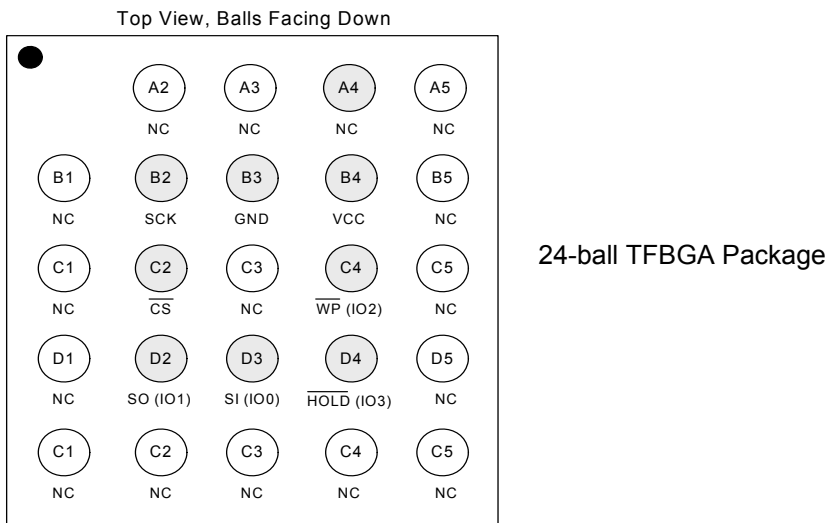 Top View, Balls Facing Down
A2 A3 A4 A5
NC NC NC NC
B1 B2 B3 B4 B5
NC SCK GND VCC NC
24-ball TFBGA Package
C1 C2 C3 C4 C5
NC C̅S̅ NC W̅P̅ (IO2) NC
D1 D2 D3 D4 D5
NC SO (IO1) SI (IO0) H̅O̅L̅D̅ (IO3) NC
C1 C2 C3 C4 C5
NC NC NC NC NC